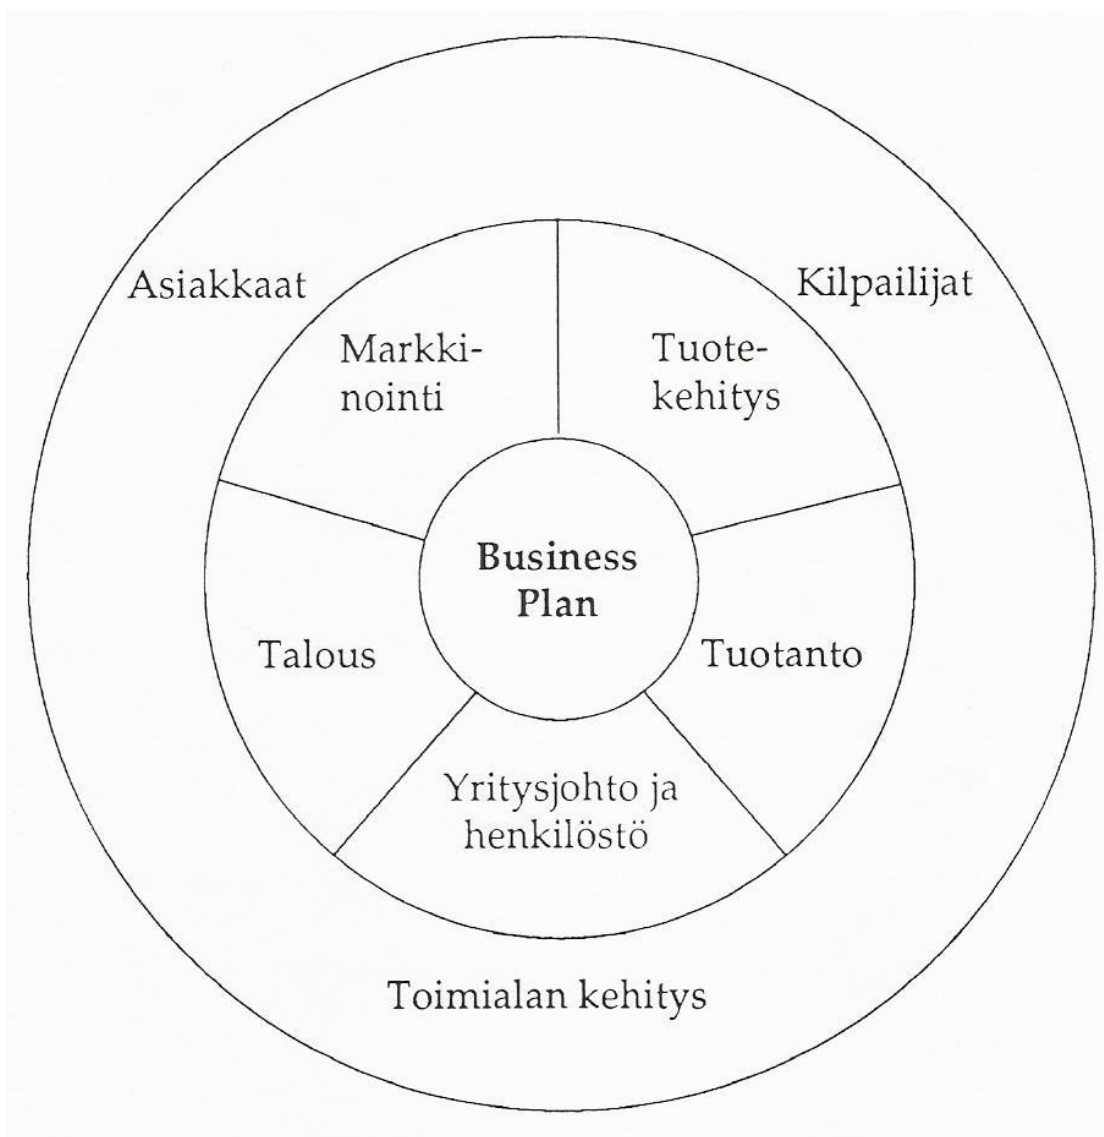 Asiakkaat
Kilpailijat
Markki-
nointi
Tuote-
kehitys
Business
Plan
Talous
Tuotanto
Yritysjohto ja
henkilöstö
Toimialan kehitys